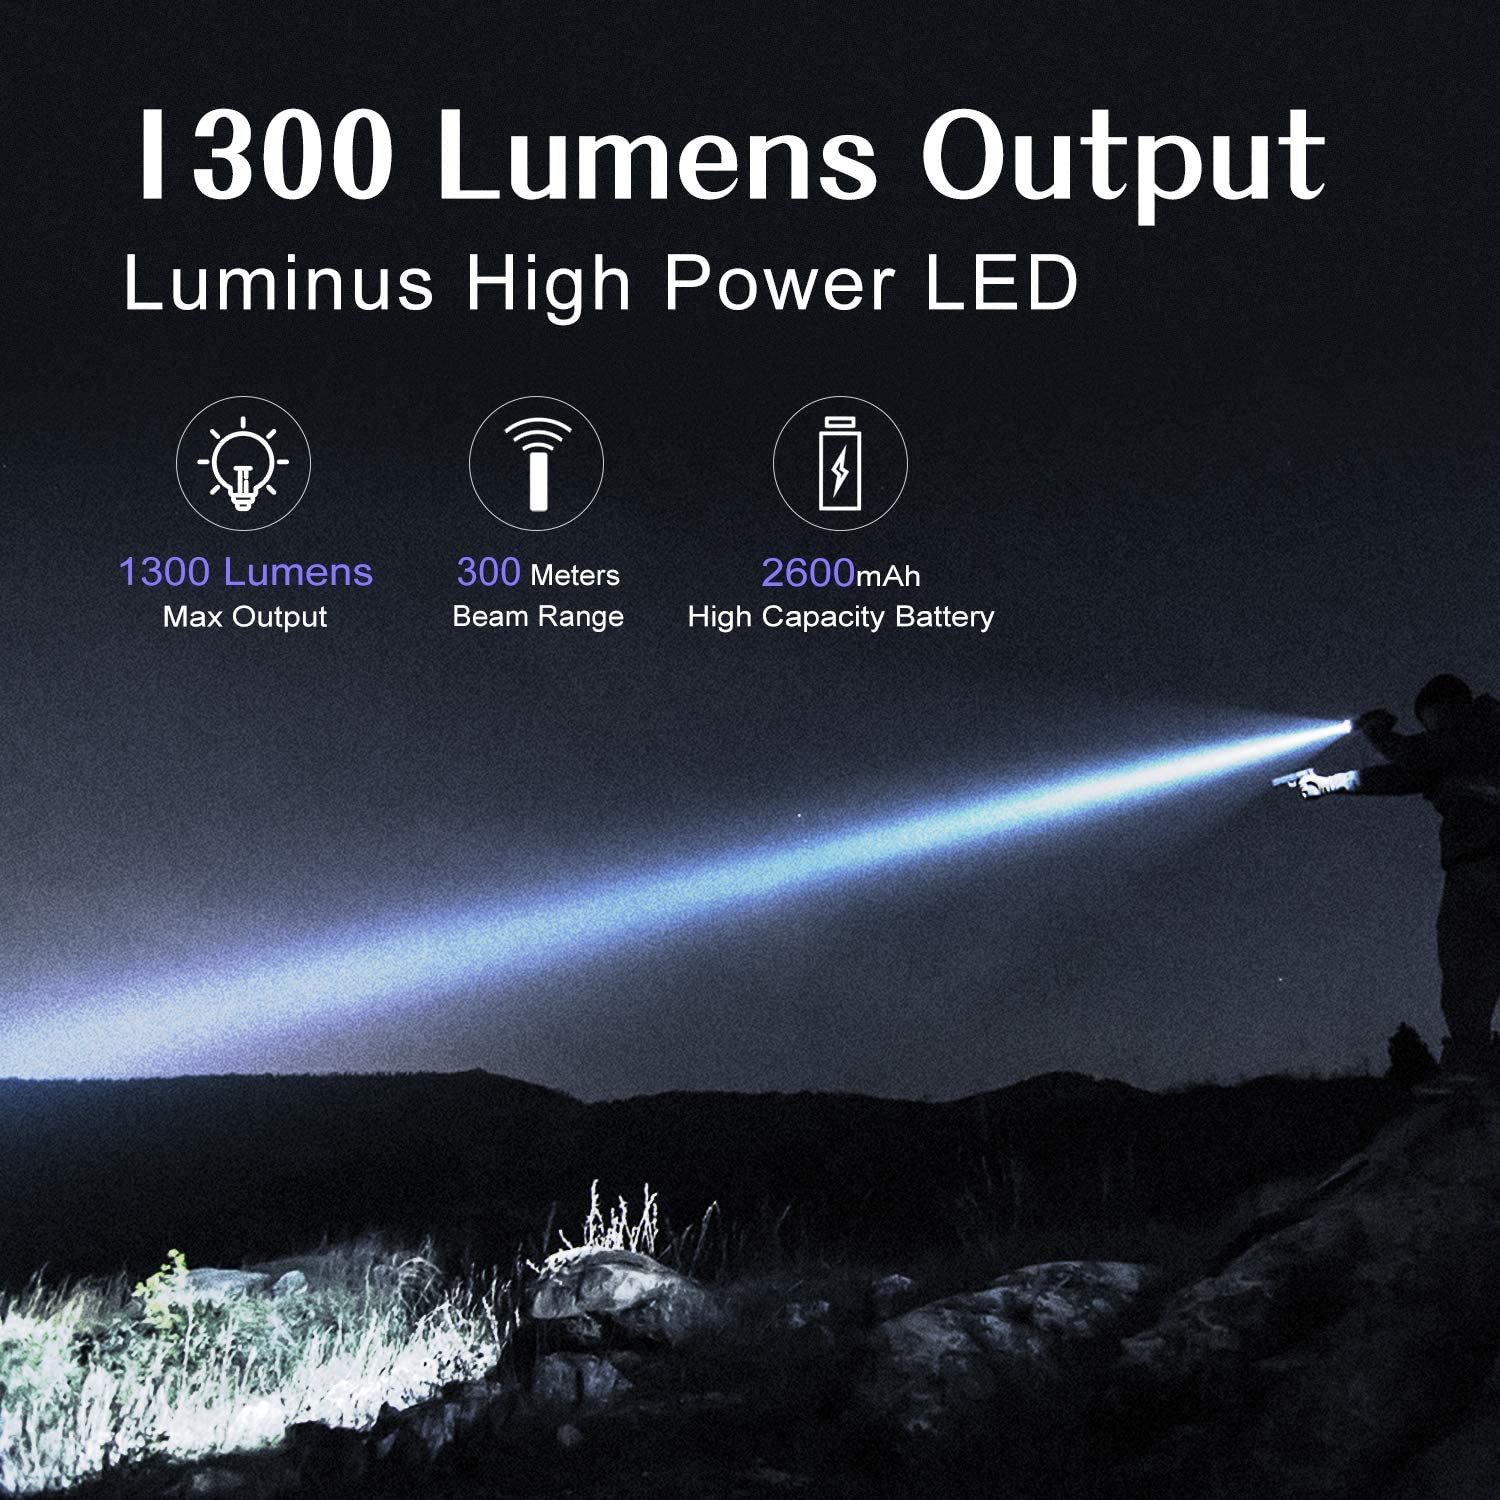 1300 Lumens Output
Luminus High Power LED
1300 Lumens
Max Output
300 Meters
Beam Range
2600mAh
High Capacity Battery